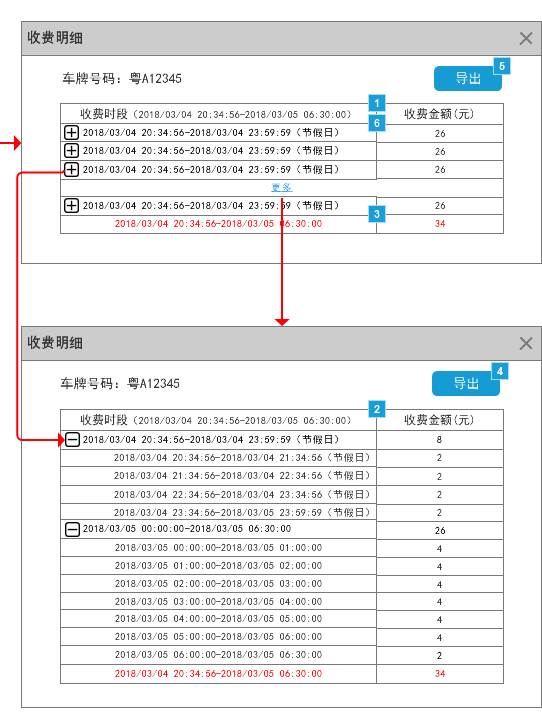 收费明细
5
车牌号码：粤A12345
导出
1
收费时段（2018/03/04 20:34:56-2018/03/05 06:30:00）
收费金额(元)
6
2018/03/04 20:34:56-2018/03/04 23:59:59（节假日）
26
2018/03/04 20:34:56-2018/03/04 23:59:59（节假日）
26
2018/03/04 20:34:56-2018/03/04 23:59:59（节假日）
26
更多
2018/03/04 20:34:56-2018/03/04 23:59:59（节假日）
26
3
2018/03/04 20:34:56-2018/03/05 06:30:00
34
收费明细
4
车牌号码：粤A12345
导出
2
收费时段（2018/03/04 20:34:56-2018/03/05 06:30:00）
收费金额(元)
2018/03/04 20:34:56-2018/03/04 23:59:59（节假日）
8
2018/03/04 20:34:56-2018/03/04 21:34:56（节假日）
2
2018/03/04 21:34:56-2018/03/04 22:34:56（节假日）
2
2018/03/04 22:34:56-2018/03/04 23:34:56（节假日）
2
2018/03/04 23:34:56-2018/03/05 23:59:59（节假日）
2
2018/03/05 00:00:00-2018/03/05 06:30:00
26
2018/03/05 00:00:00-2018/03/05 01:00:00
4
2018/03/05 01:00:00-2018/03/05 02:00:00
4
2018/03/05 02:00:00-2018/03/05 03:00:00
4
2018/03/05 03:00:00-2018/03/05 04:00:00
4
2018/03/05 04:00:00-2018/03/05 05:00:00
4
2018/03/05 05:00:00-2018/03/05 06:00:00
4
2018/03/05 06:00:00-2018/03/05 06:30:00
2
2018/03/04 20:34:56-2018/03/05 06:30:00
34